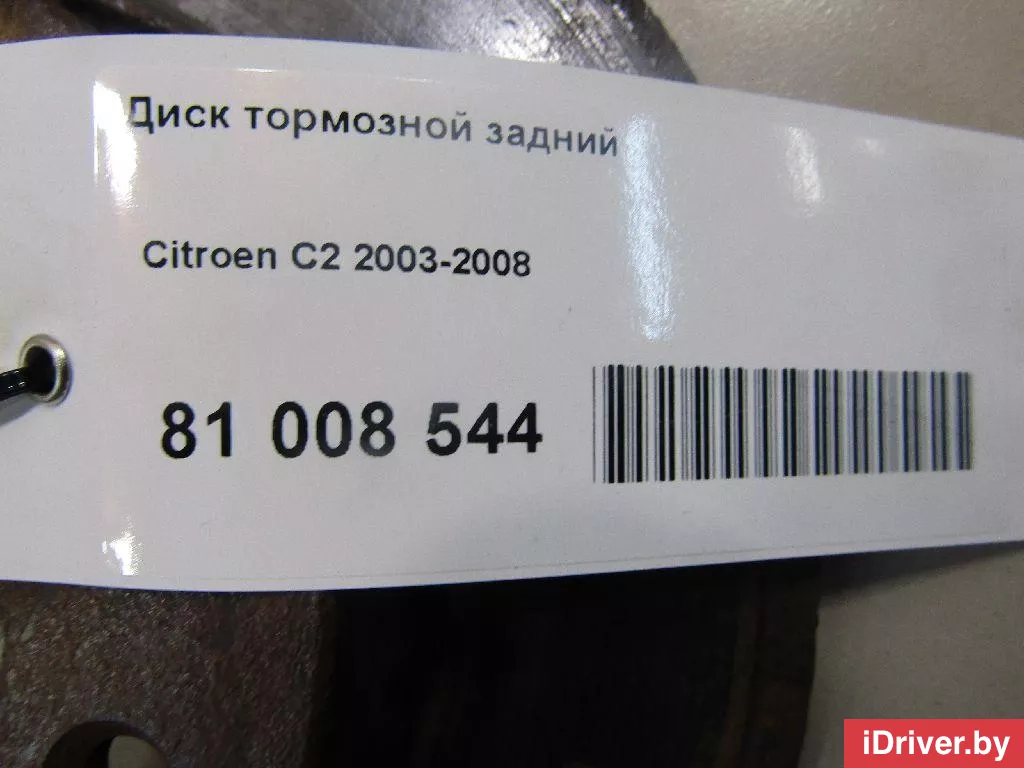 Диск тормозной задний
Citroen C2 2003-2008
81 008 544
iDriver.by